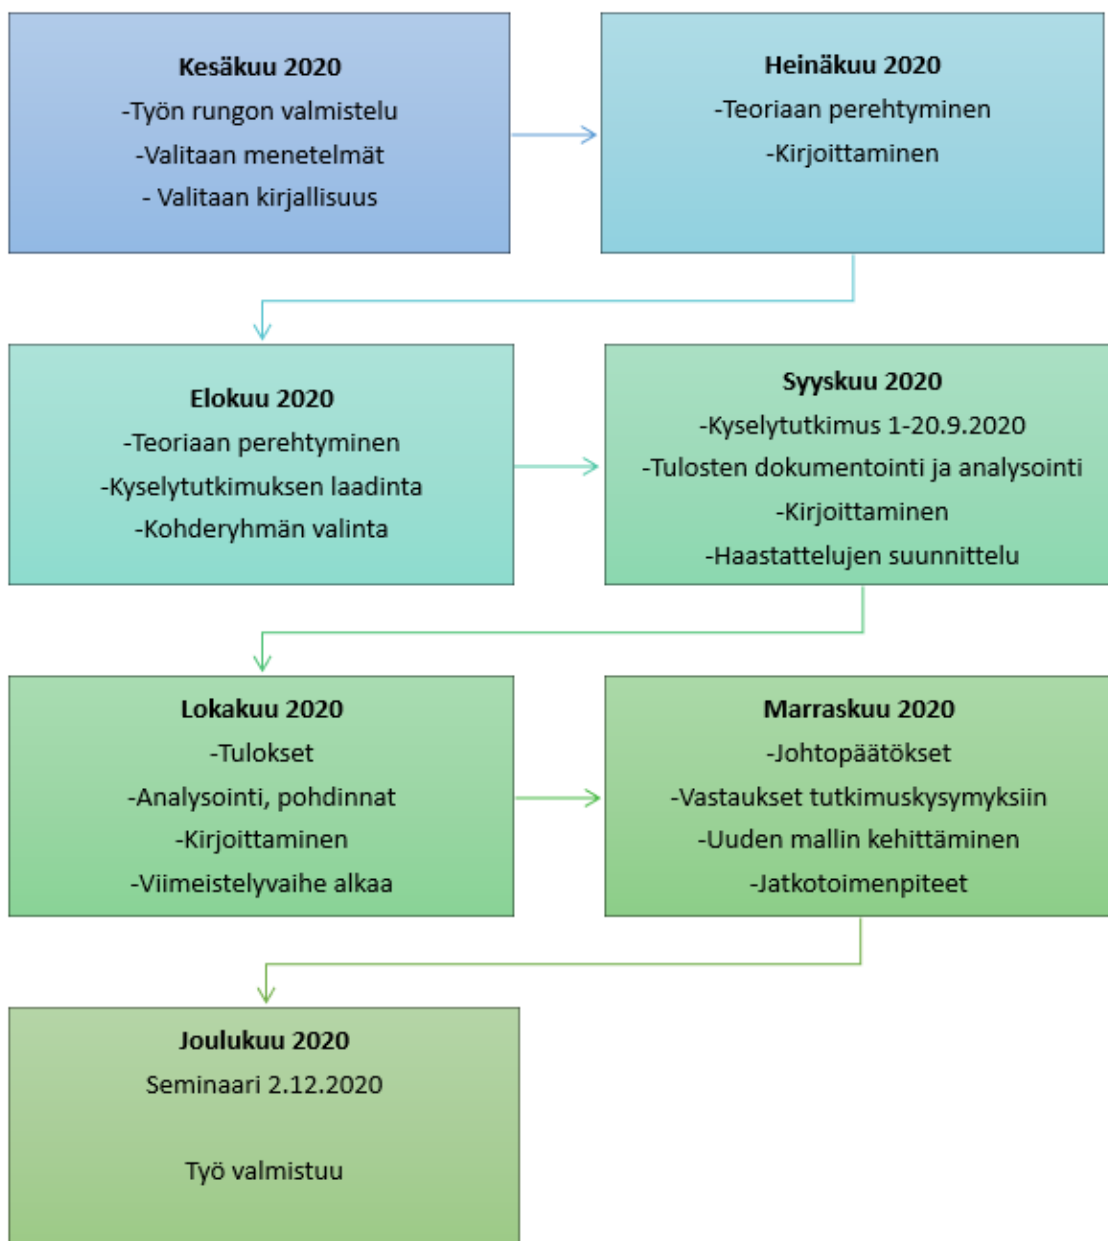 Kesäkuu 2020
-Työn rungon valmistelu
-Valitaan menetelmät
- Valitaan kirjallisuus
Heinäkuu 2020
-Teoriaan perehtyminen
-Kirjoittaminen
Elokuu 2020
-Teoriaan perehtyminen
-Kyselytutkimuksen laadinta
-Kohderyhmän valinta
Syyskuu 2020
-Kyselytutkimus 1-20.9.2020
-Tulosten dokumentointi ja analysointi
-Kirjoittaminen
-Haastattelujen suunnittelu
Lokakuu 2020
-Tulokset
-Analysointi, pohdinnat
-Kirjoittaminen
-Viimeistelyvaihe alkaa
Marraskuu 2020
-Johtopäätökset
-Vastaukset tutkimuskysymyksiin
-Uuden mallin kehittäminen
-Jatkotoimenpiteet
Joulukuu 2020
Seminaari 2.12.2020
Työ valmistuu